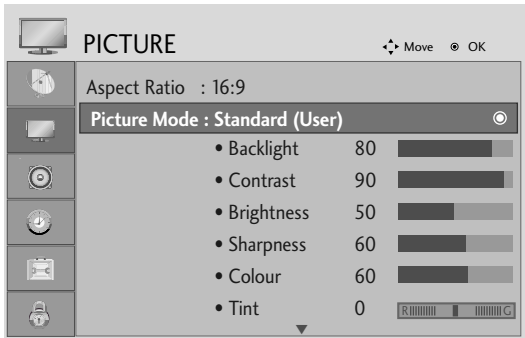 PICTURE
Move OK
Aspect Ratio : 16:9
Picture Mode : Standard (User)
• Backlight 80
• Contrast 90
• Brightness 50
• Sharpness 60
• Colour 60
• Tint 0 R G